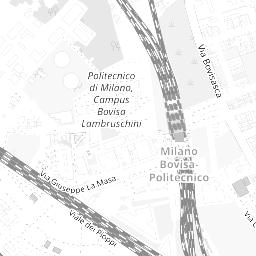 Via Bovisasca
Politecnico
di Milano,
Campus
Bovisa
Lambruschini
Milano
Bovisa-
Politecnico
Via Giuseppe La Masa
Viale dei Pioppi